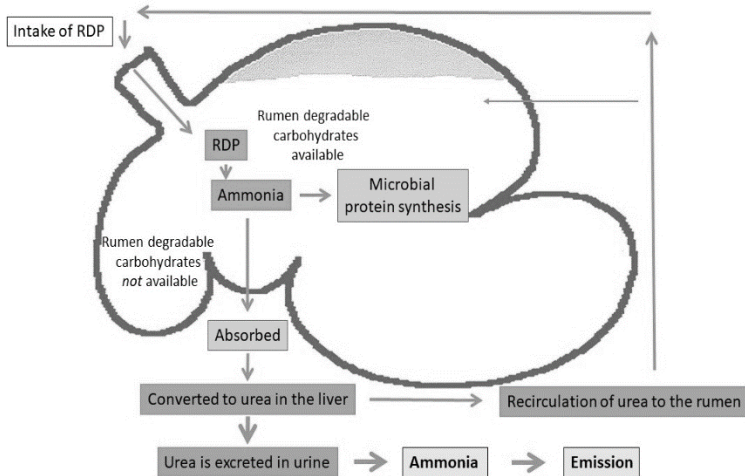 Intake of RDP
Rumen degradable
carbohydrates
available
RDP
Ammonia
Microbial
protein synthesis
Rumen degradable
carbohydrates
not available
Absorbed
Converted to urea in the liver
Recirculation of urea to the rumen
Urea is excreted in urine
Ammonia
Emission